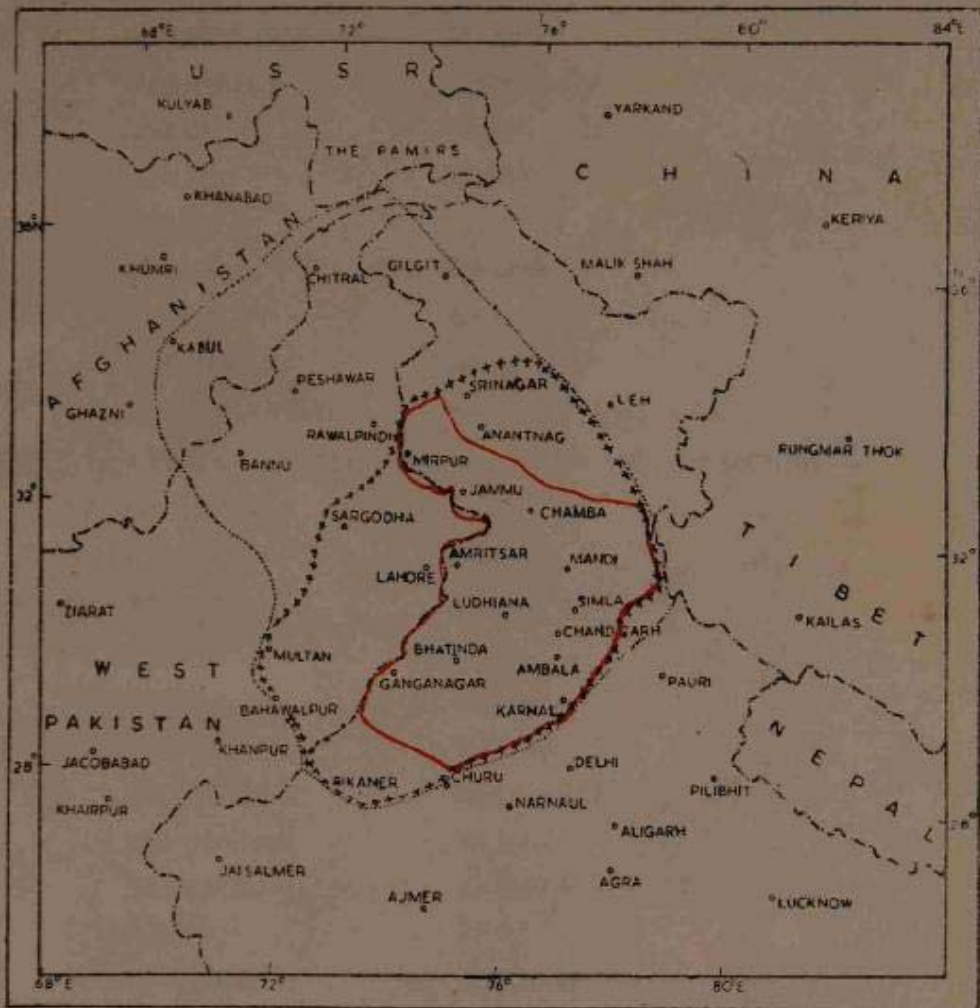 68°E 72° 76° 80° 84°E
U S S R
KULYAB
YARKAND
THE PAMIRS
C H I N A
KHANABAD
36°
KERIYA
AFGHANISTAN
KHUMRI
CHITRAL
GILGIT
MALIK SHAH
36°
KABUL
PESHAWAR
SRINAGAR
LEH
GHAZNI
RAWALPINDI
ANANTNAG
BANNU
MIRPUR
RUNGMAR THOK
32°
JAMMU
SARGODHA
CHAMBA
TIBET
AMRITSAR
MANDI
32°
LAHORE
ZIARAT
LUDHIANA
SIMLA
KAILAS
CHANDIGARH
MULTAN
BHATINDA
WEST
AMBALA
GANGANAGAR
PAURI
BAHAWALPUR
KARNAL
PAKISTAN
KHANPUR
NEPAL
JACOBABAD
28°
DELHI
BIKANER
CHURU
PILIBHIT
KHAIRPUR
NARNAUL
ALIGARH
28°
JAISALMER
AGRA
AJMER
LUCKNOW
68°E 72° 76° 80°E